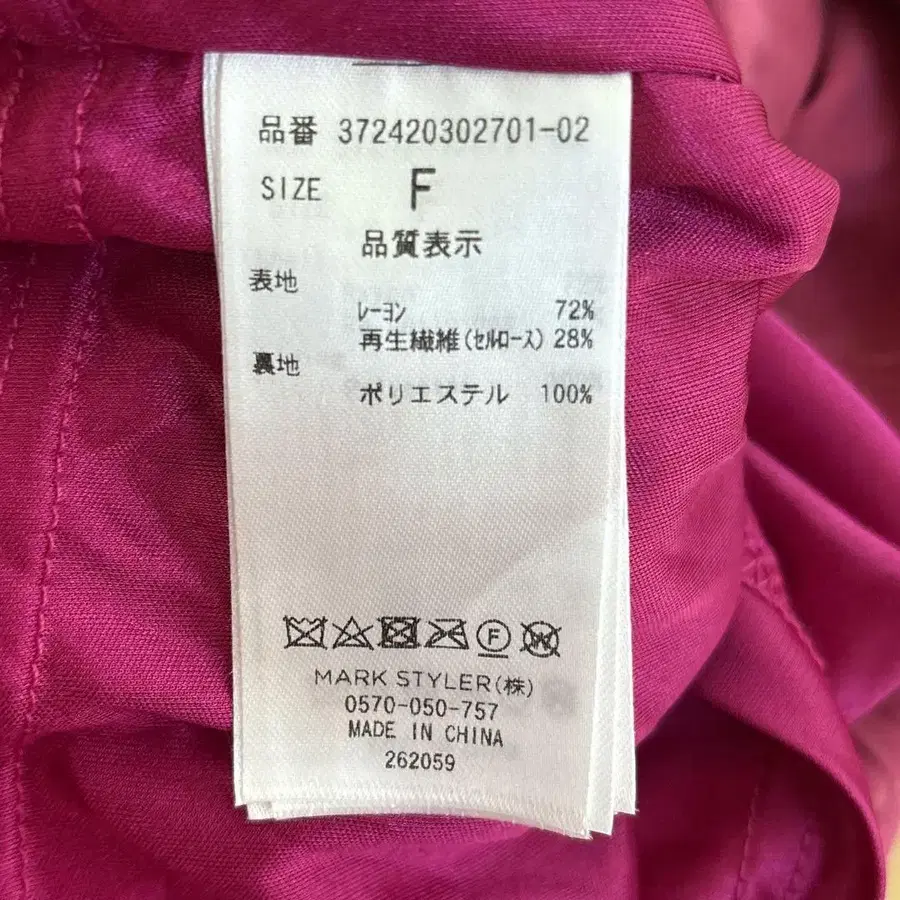 品番 372420302701-02
SIZE F
品質表示
表地
ﾚｰﾖﾝ 72%
再生繊維(ｾﾙﾛｰｽ) 28%
裏地
ポリエステル 100%
F W
MARK STYLER(株)
0570-050-757
MADE IN CHINA
262059